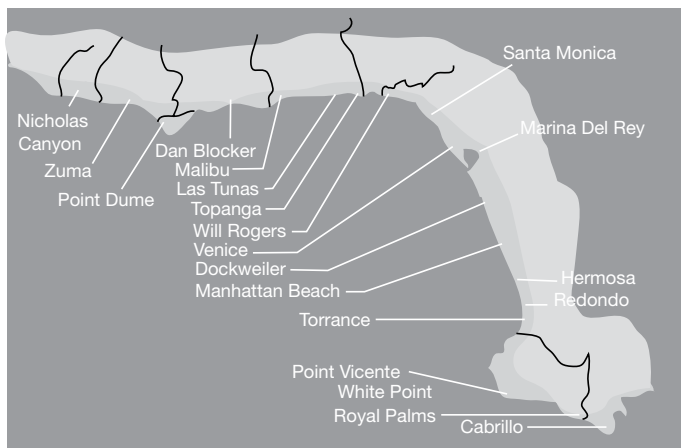 Santa Monica
Nicholas
Canyon
Marina Del Rey
Dan Blocker
Zuma
Malibu
Las Tunas
Point Dume
Topanga
Will Rogers
Venice
Dockweiler
Hermosa
Manhattan Beach
Redondo
Torrance
Point Vicente
White Point
Royal Palms
Cabrillo